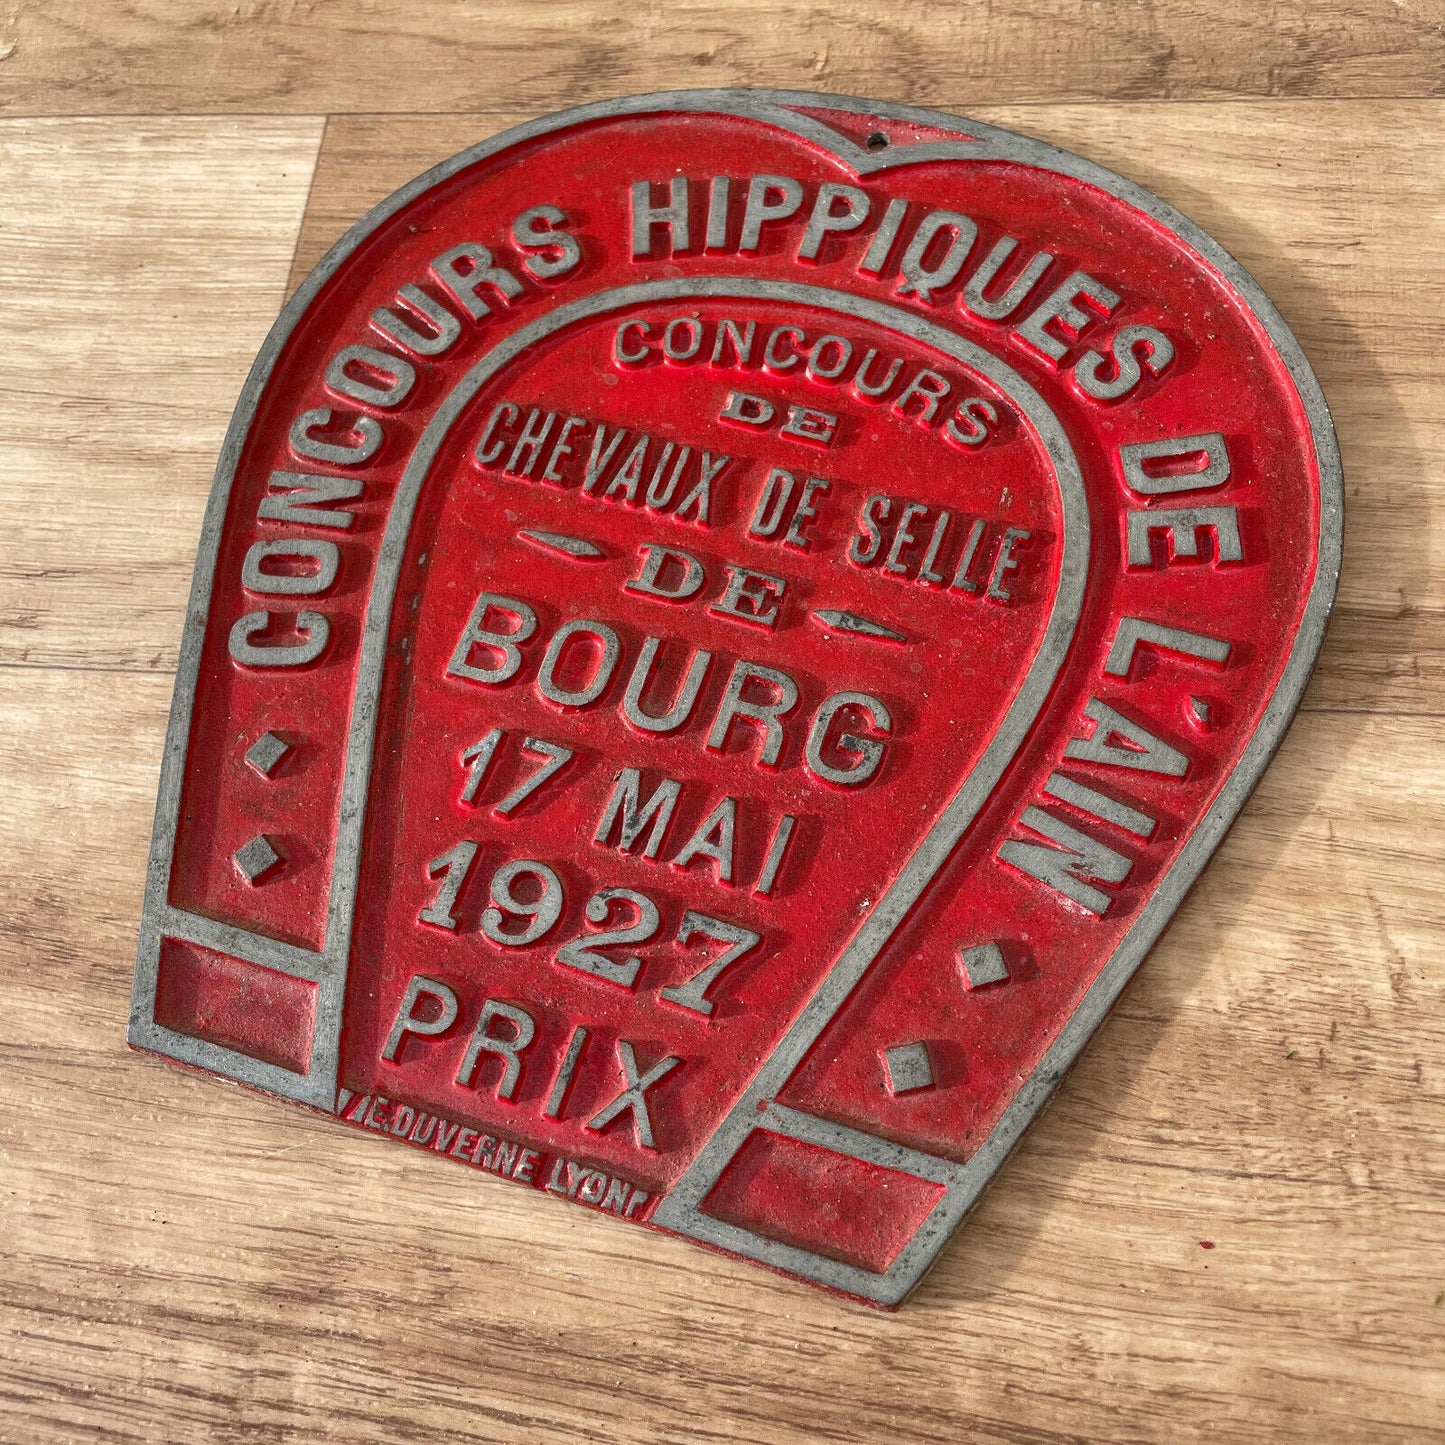 CONCOURS HIPPIQUES DE L'AIN
CONCOURS
DE
CHEVAUX DE SELLE
DE
BOURG
17 MAI
1927
PRIX
E.DUVERNE LYON